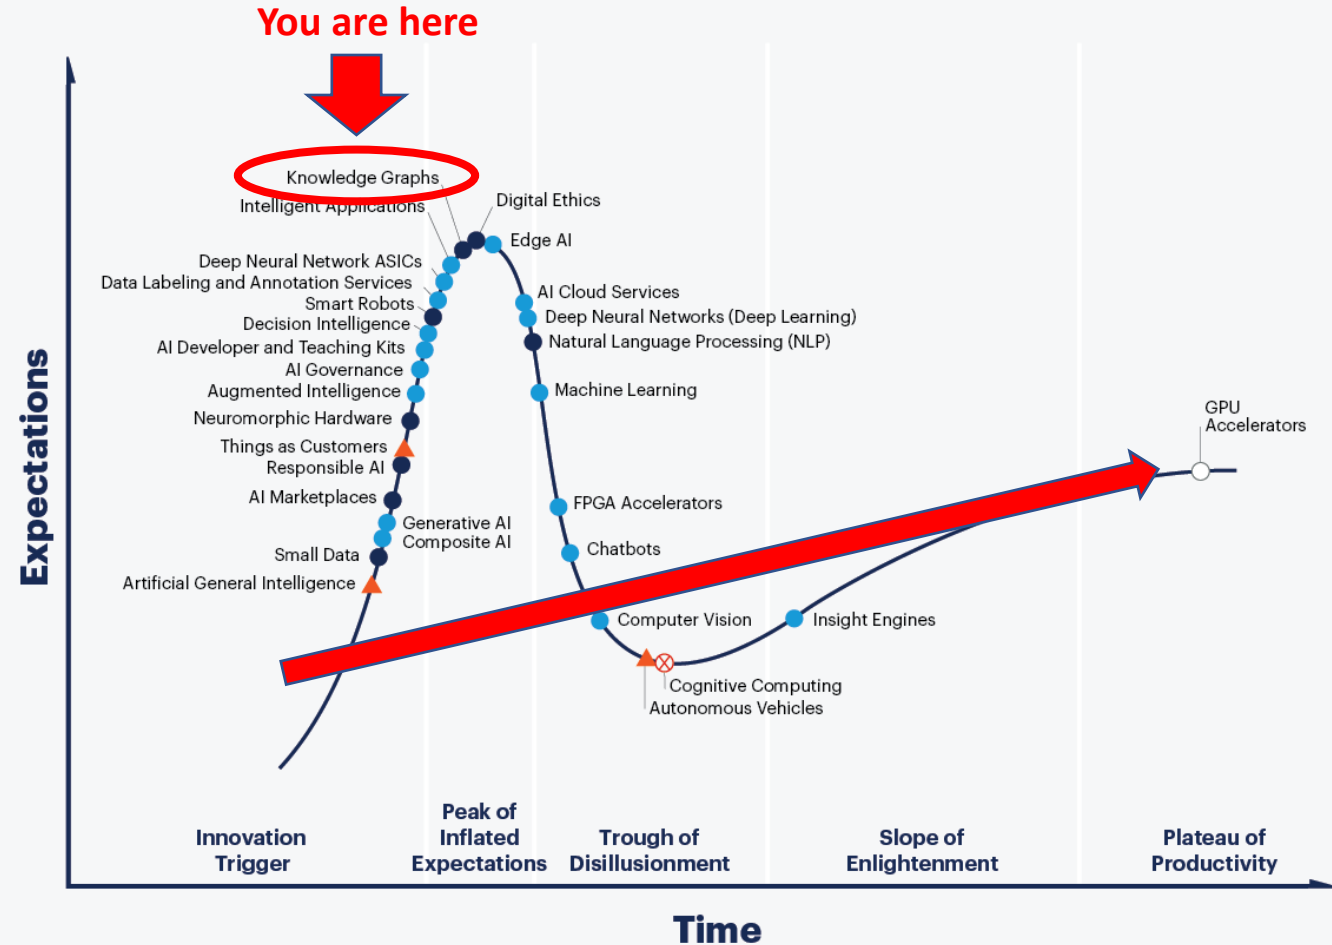 You are here
Knowledge Graphs
Intelligent Applications
Digital Ethics
Edge AI
Deep Neural Network ASICs
Data Labeling and Annotation Services
Smart Robots
Decision Intelligence
AI Developer and Teaching Kits
AI Governance
Augmented Intelligence
Neuromorphic Hardware
Things as Customers
Responsible AI
AI Marketplaces
Generative AI
Composite AI
Small Data
Artificial General Intelligence
AI Cloud Services
Deep Neural Networks (Deep Learning)
Natural Language Processing (NLP)
Machine Learning
FPGA Accelerators
Chatbots
Computer Vision
Cognitive Computing
Autonomous Vehicles
Insight Engines
GPU
Accelerators
Expectations
Innovation
Trigger
Peak of
Inflated
Expectations
Trough of
Disillusionment
Slope of
Enlightenment
Plateau of
Productivity
Time